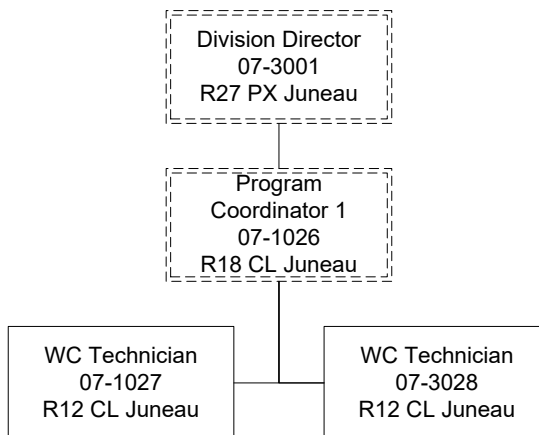 Division Director
07-3001
R27 PX Juneau
Program
Coordinator 1
07-1026
R18 CL Juneau
WC Technician
07-1027
R12 CL Juneau
WC Technician
07-3028
R12 CL Juneau